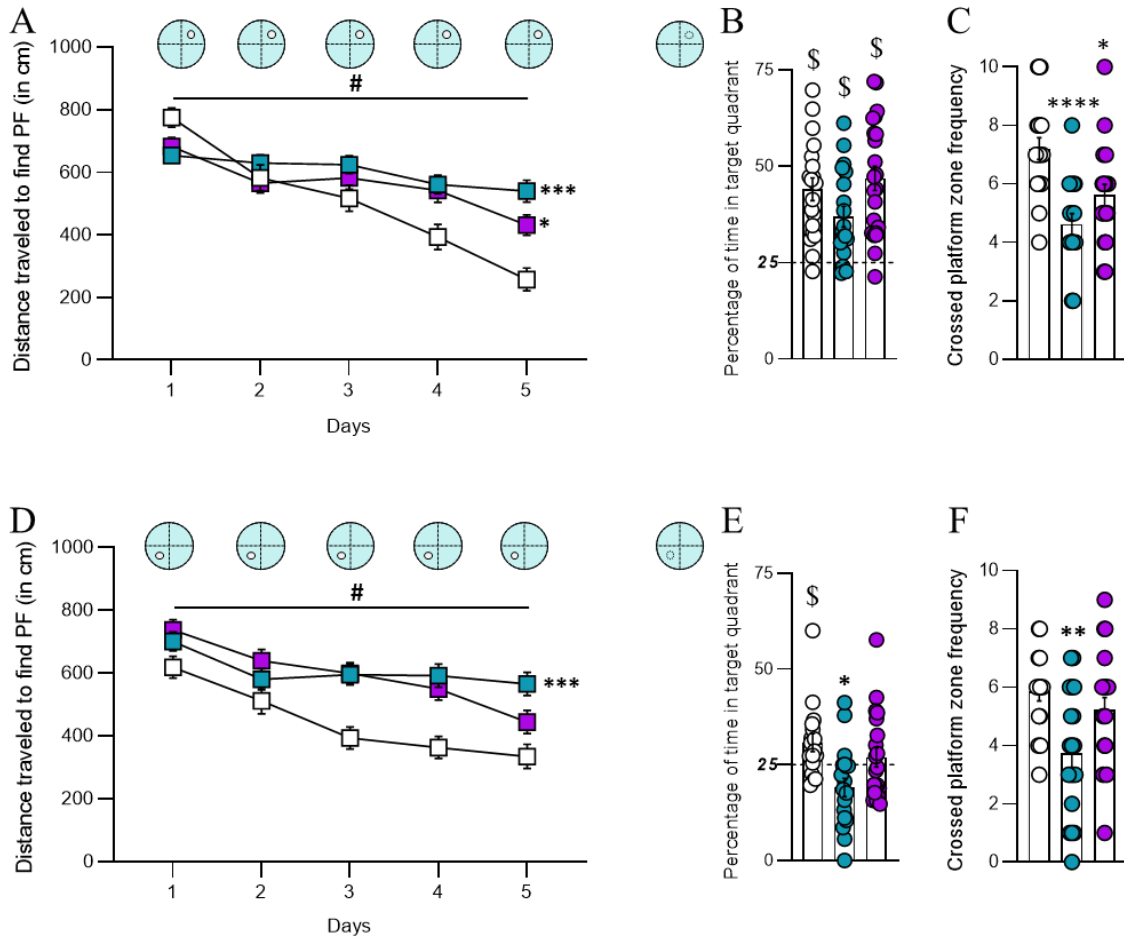 A
Distance traveled to find PF (in cm)
1000
800
600
400
200
0
#
***
*
1 2 3 4 5
Days
B
Percentage of time in target quadrant
75
50
25
0
$ $ $
C
Crossed platform zone frequency
10
8
6
4
2
0
**** *
D
Distance traveled to find PF (in cm)
1000
800
600
400
200
0
#
***
1 2 3 4 5
Days
E
Percentage of time in target quadrant
75
50
25
0
$ *
F
Crossed platform zone frequency
10
8
6
4
2
0
**